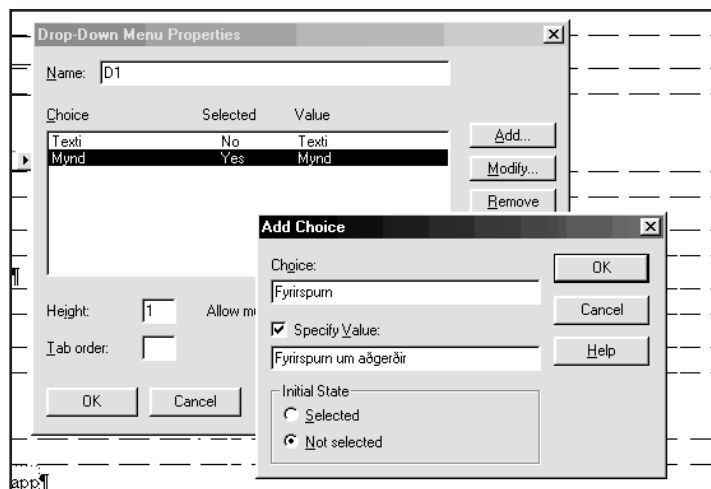 Drop-Down Menu Properties
Name: D1
Choice Selected Value
Texti No Texti
Mynd Yes Mynd
Add...
Modify...
Remove
Height: 1 Allow
Tab order:
OK Cancel
Add Choice
Choice:
Fyrirspurn
Specify Value:
Fyrirspurn um aðgerðir
Initial State
Selected
Not selected
OK
Cancel
Help
¶
app¶